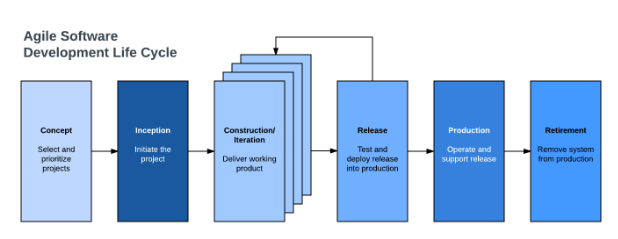 Agile Software
Development Life Cycle
Concept
Select and
prioritize
projects
Inception
Initiate the
project
Construction/
Iteration
Deliver working
product
Release
Test and
deploy release
into production
Production
Operate and
support release
Retirement
Remove system
from production